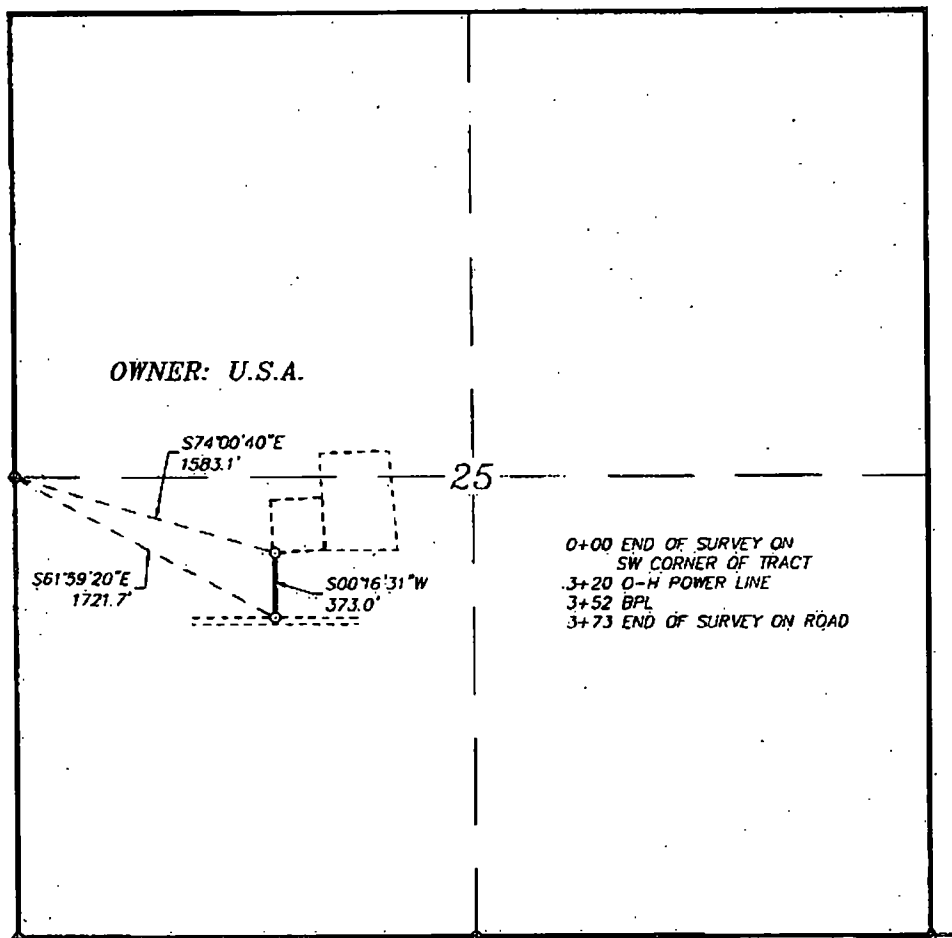 OWNER: U.S.A.
S74°00'40"E
1583.1'
25
S61°59'20"E
1721.7'
S00°16'31"W
373.0'
0+00 END OF SURVEY ON
SW CORNER OF TRACT
3+20 O-H POWER LINE
3+52 BPL
3+73 END OF SURVEY ON ROAD